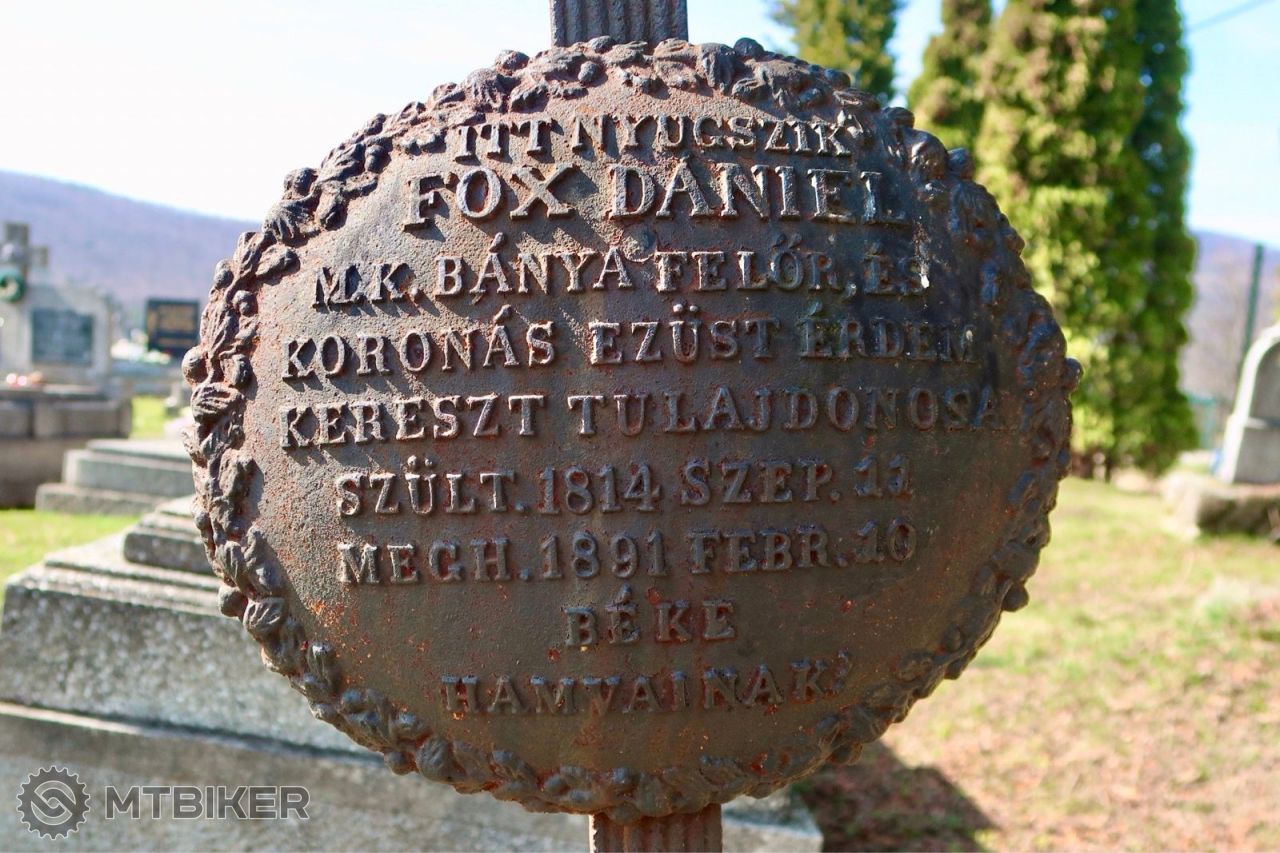 ITT NYUGSZIK
FOX DÁNIEL
M.K. BÁNYA FELŐR, ÉS
KORONÁS EZÜST ÉRDEM
KERESZT TULAJDONOSA
SZÜLT. 1814 SZEP. 11
MEGH. 1891 FEBR. 10
BÉKE
HAMVAINAK!
MTBIKER